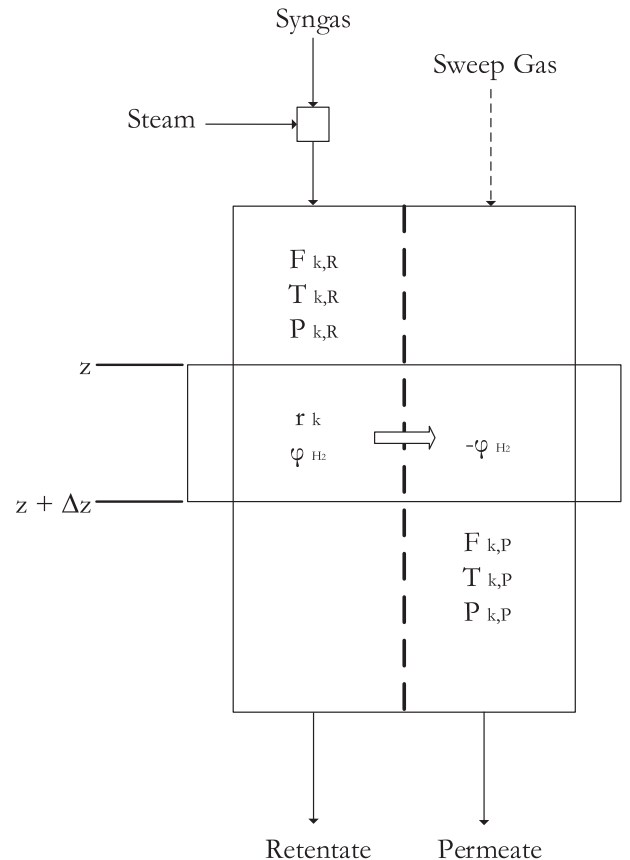 Syngas
Sweep Gas
Steam
F k,R
T k,R
P k,R
z
r k
φ H2
-φ H2
z + Δz
F k,P
T k,P
P k,P
Retentate
Permeate